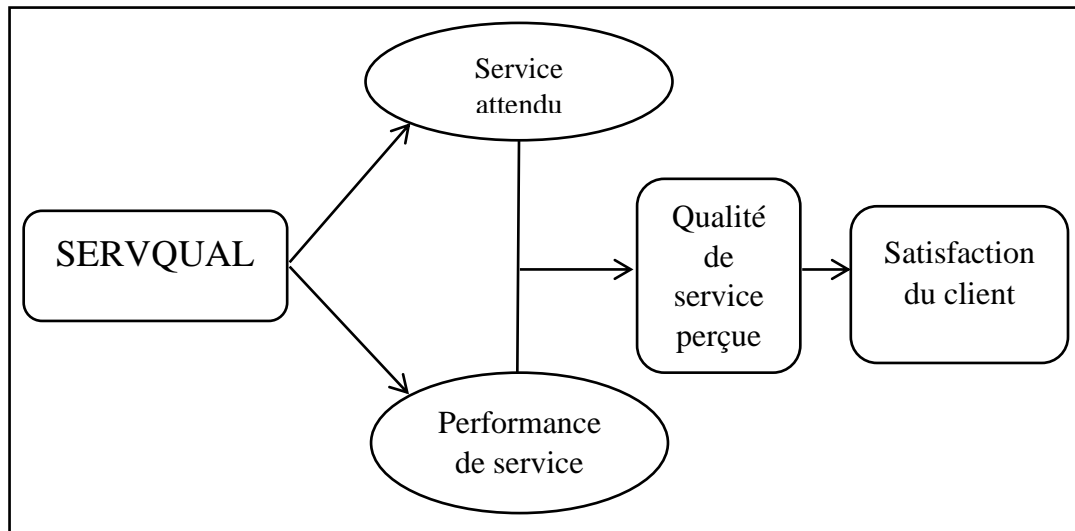 Service
attendu
SERVQUAL
Qualité
de
service
perçue
Satisfaction
du client
Performance
de service